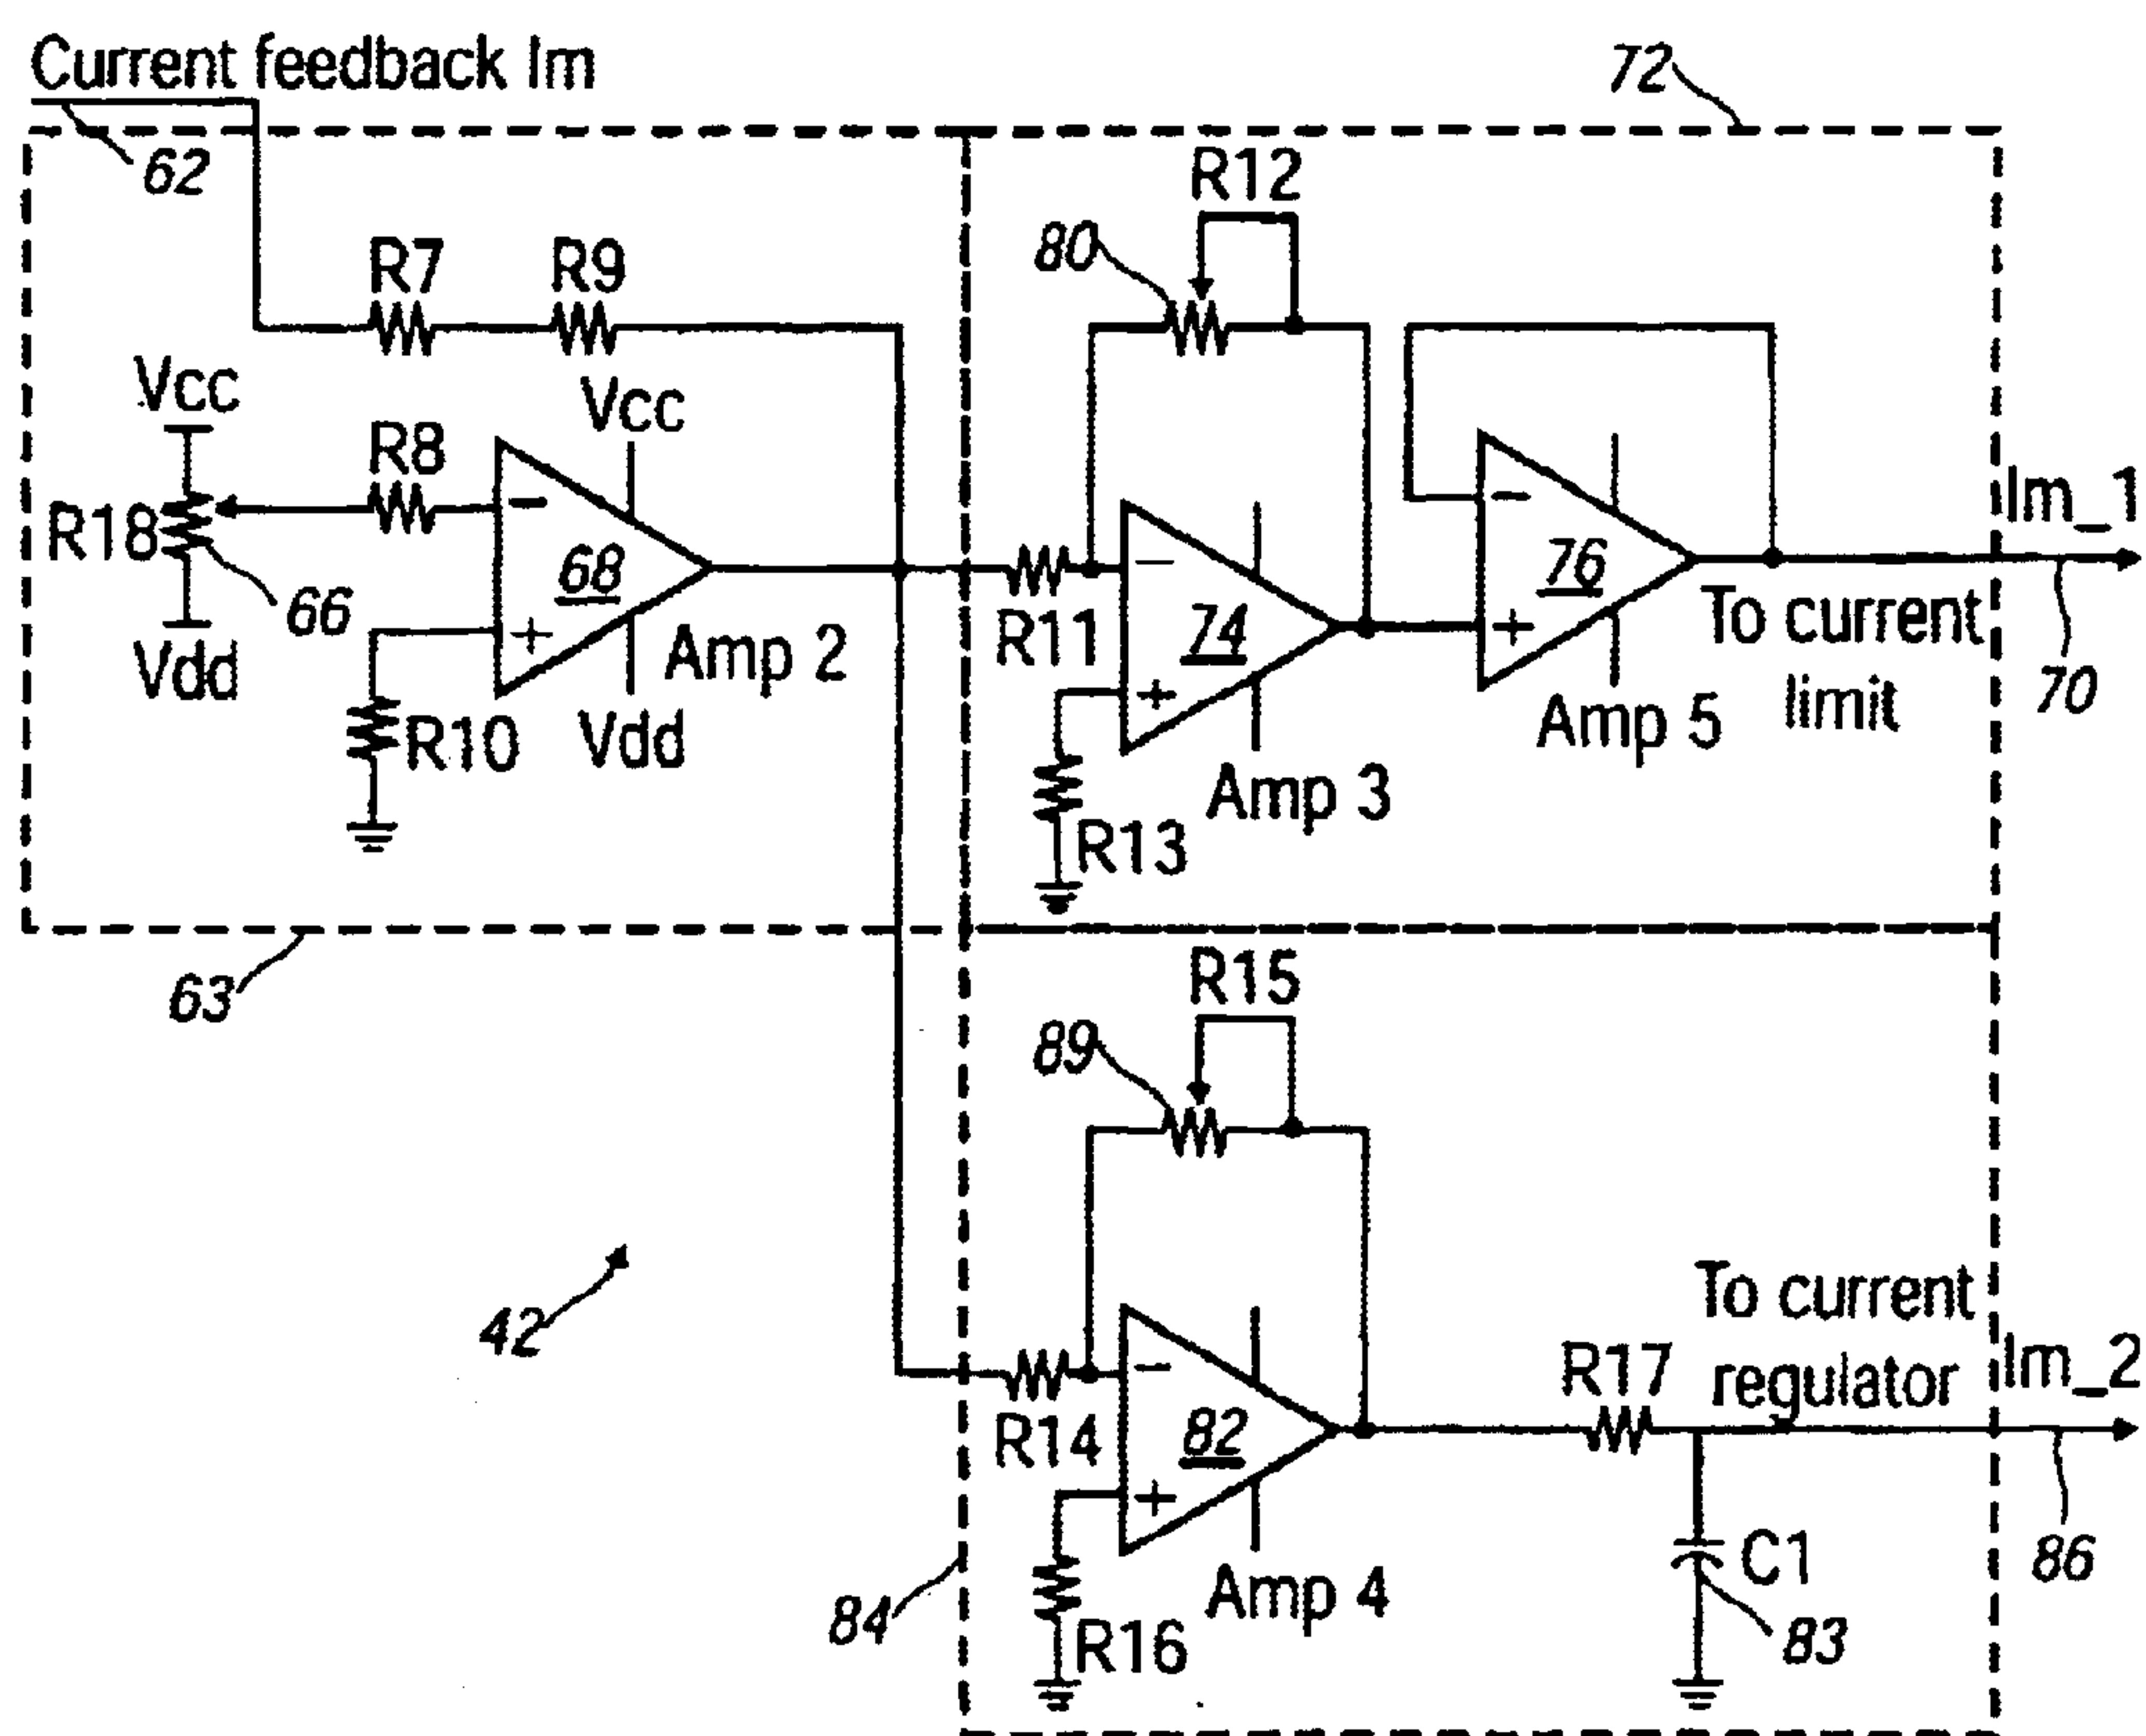 Current feedback Im
72
62
R12
80
R7
R9
Vcc
Vcc
R8
R18
68
66
Vdd
R10
Vdd
Amp 2
R11
74
76
Im_1
To current
limit
70
Amp 5
Amp 3
R13
63
R15
89
42
To current
regulator
Im_2
R17
R14
82
86
C1
83
Amp 4
84
R16